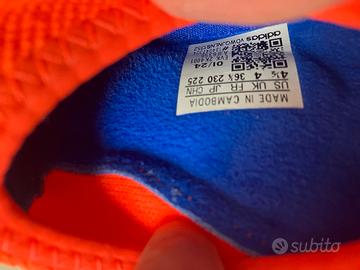 adidas
01/24
US UK FR JP CHN
4½ 4 36⅔ 230 225
MADE IN CAMBODIA
subito